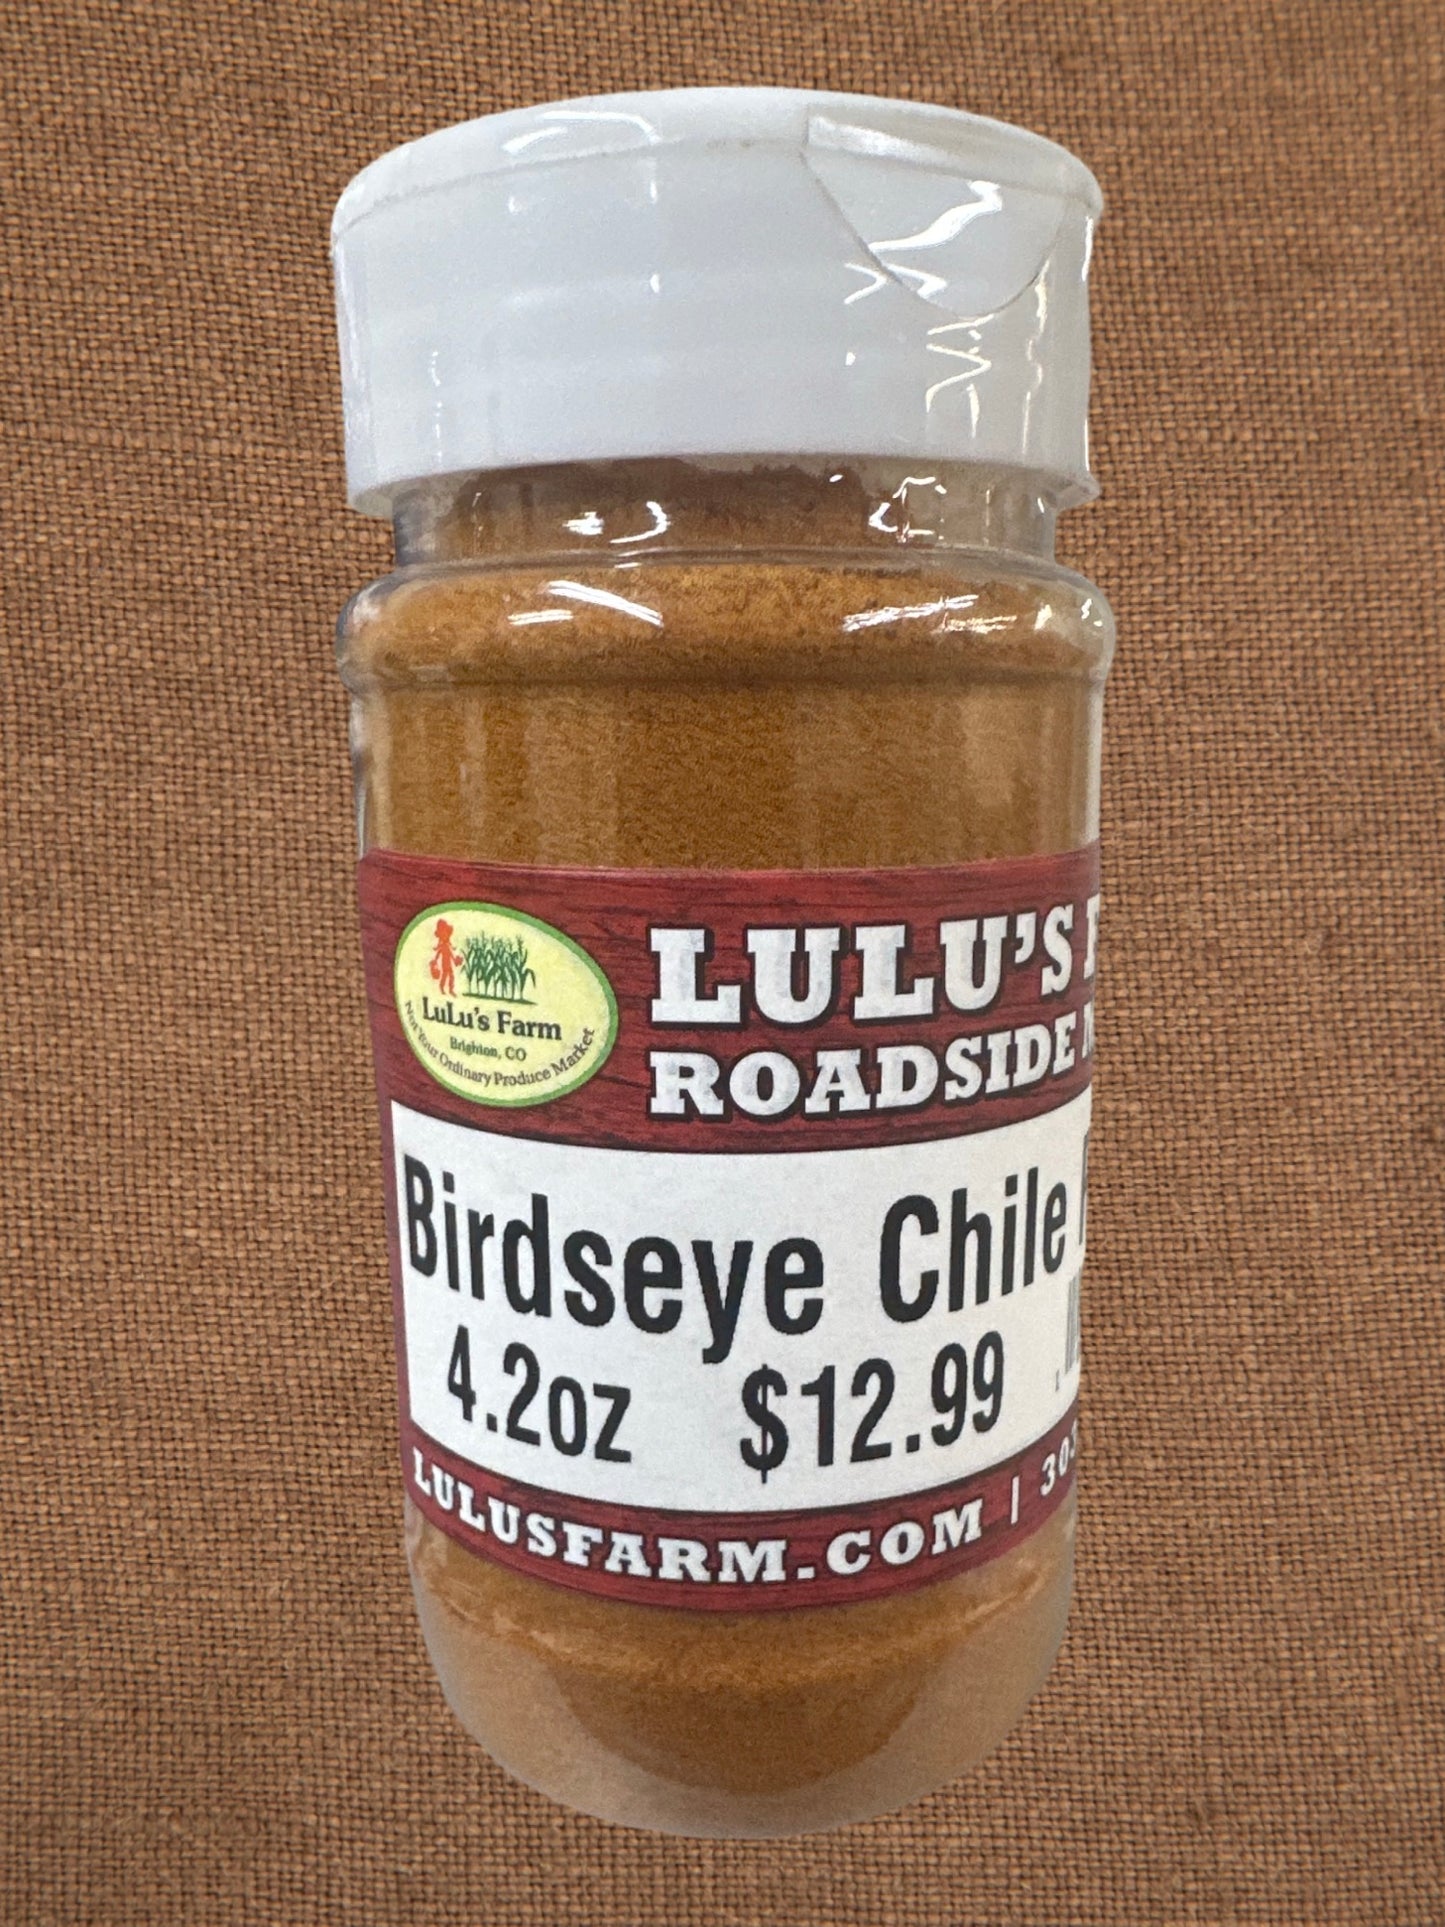 LuLu's Farm
Brighton, CO
Not Your Ordinary Produce Market
LULU'S
ROADSIDE
Birdseye Chile
4.2oz $12.99
LULUSFARM.COM | 303